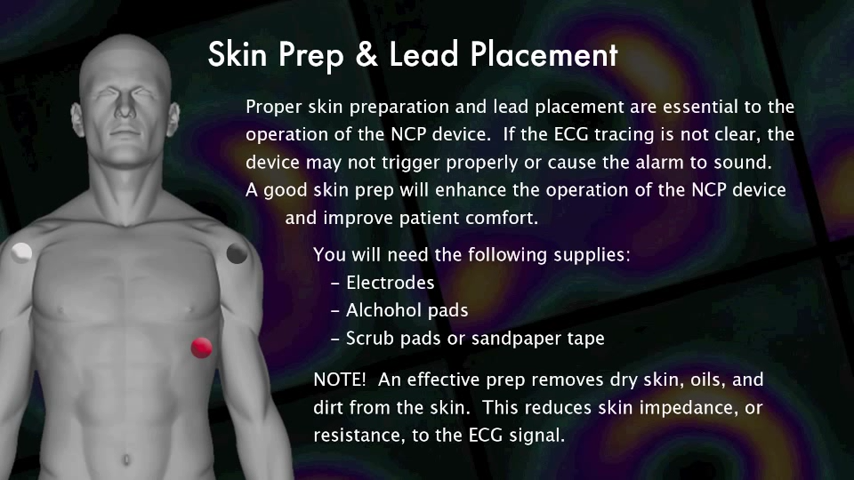 Skin Prep & Lead Placement
Proper skin preparation and lead placement are essential to the
operation of the NCP device.  If the ECG tracing is not clear, the
device may not trigger properly or cause the alarm to sound.
A good skin prep will enhance the operation of the NCP device
and improve patient comfort.
You will need the following supplies:
– Electrodes
– Alchohol pads
– Scrub pads or sandpaper tape
NOTE!  An effective prep removes dry skin, oils, and
dirt from the skin.  This reduces skin impedance, or
resistance, to the ECG signal.